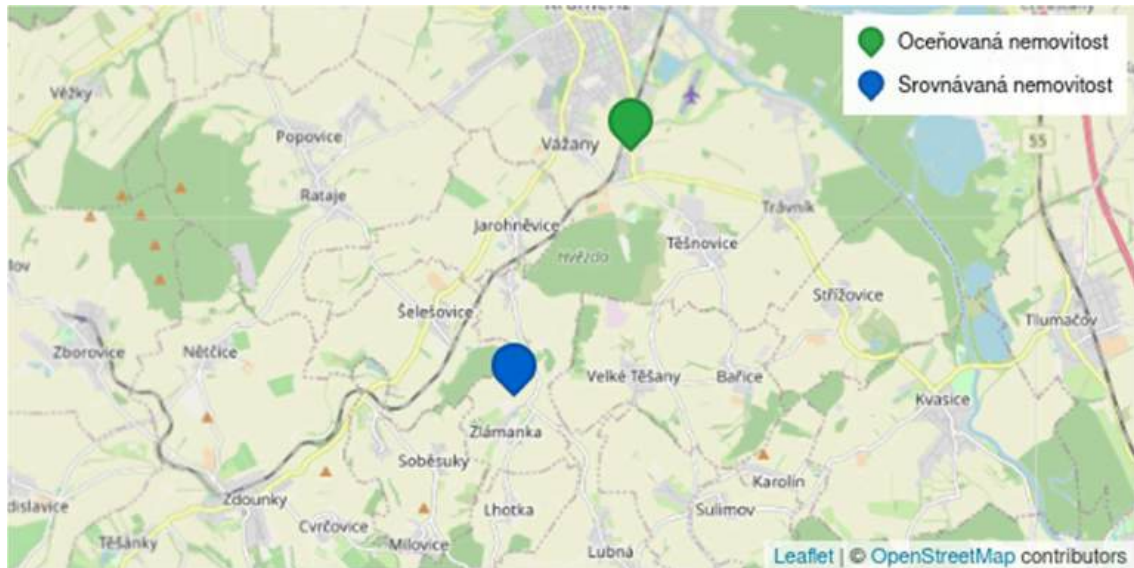 Oceňovaná nemovitost
Srovnávaná nemovitost
Věžky
Popovice
Vážany
55
Rataje
Trávník
Jarohněvice
Těšnovice
Hvězda
Střížovice
Šelešovice
Tlumačov
Zborovice
Nětčice
Velké Těšany
Bařice
Kvasice
Zlámanka
Soběsuky
Karolín
Zdounky
Lhotka
Sulimov
Cvrčovice
Těšánky
Milovice
Lubná
Leaflet | © OpenStreetMap contributors